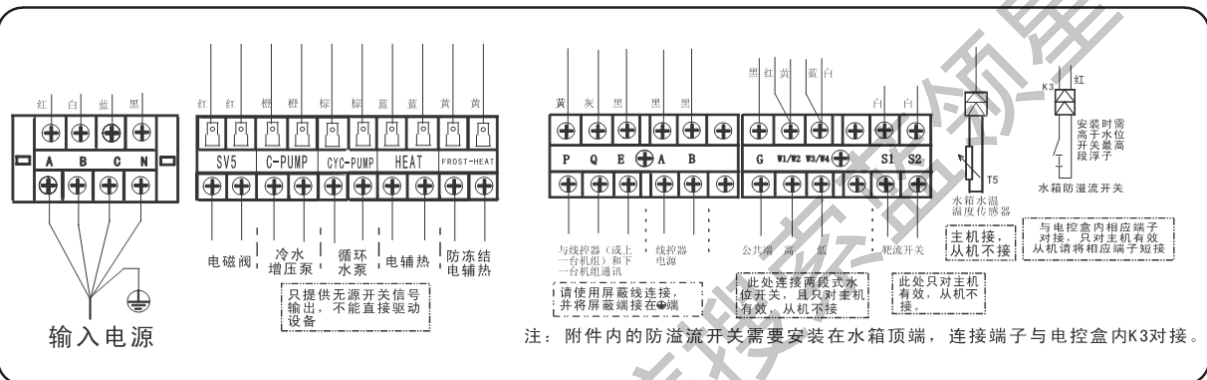 红 白 蓝 黑
A B C N
输入电源
红 红 橙 橙 棕 棕 蓝 蓝 黄 黄
SV5 C-PUMP CYC-PUMP HEAT FROST-HEAT
电磁阀
冷水
增压泵
循环
水泵
电辅热
防冻结
电辅热
只提供无源开关信号
输出，不能直接驱动
设备
黄 灰 黑 黑 黑
P Q E A B
与线控器（或上
一台机组）和下
一台机组通讯
线控器
电源
请使用屏蔽线连接，
并将屏蔽端接在⊕端
黑 红 黄 蓝 白 白 白
G W1/W2 W3/W4 S1 S2
公共端 高 低 靶流开关
此处连接两段式水
位开关，且只对主机
有效，从机不接
此处只对主机
有效，从机不
接。
T5
水箱水温
温度传感器
主机接，
从机不接
K3 红
安装时需
高于水位
开关最高
段浮子
水箱防溢流开关
与电控盒内相应端子
对接，只对主机有效
从机请将相应端子短接
注：附件内的防溢流开关需要安装在水箱顶端，连接端子与电控盒内K3对接。
搜索蓝领星